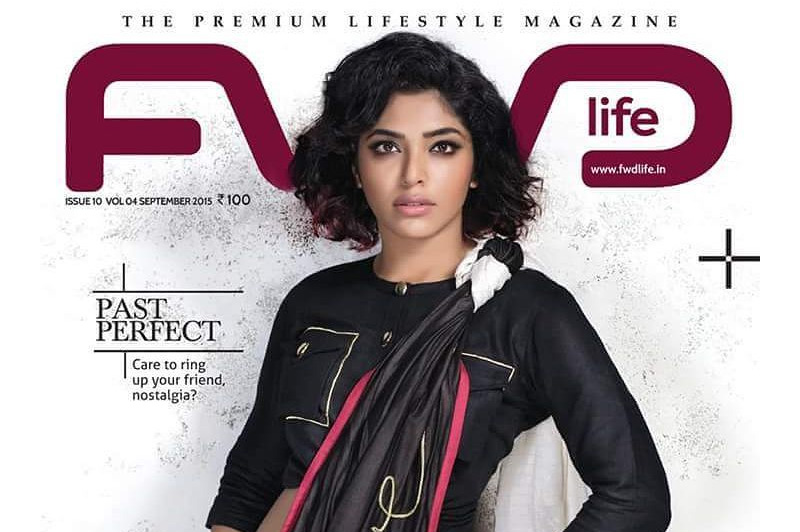 THE PREMIUM LIFESTYLE MAGAZINE
FWD
life
www.fwdlife.in
ISSUE 10 VOL 04 SEPTEMBER 2015 ₹ 100
PAST
PERFECT
Care to ring
up your friend,
nostalgia?